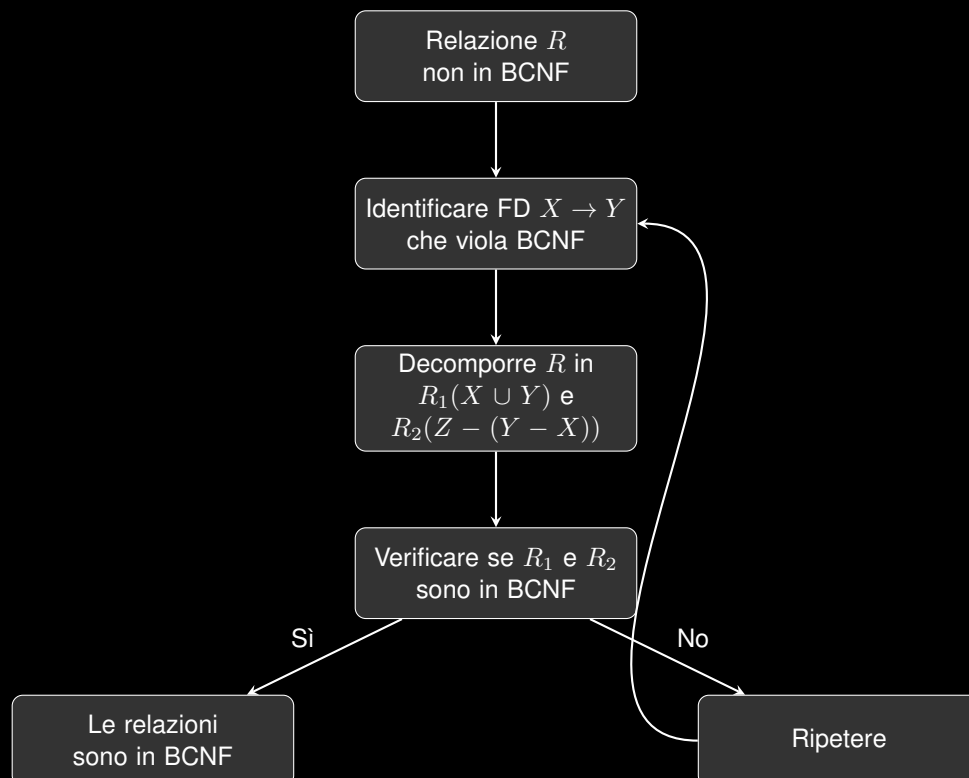 Relazione R
non in BCNF
Identificare FD X → Y
che viola BCNF
Decomporre R in
R₁(X ∪ Y) e
R₂(Z − (Y − X))
Verificare se R₁ e R₂
sono in BCNF
Sì
No
Le relazioni
sono in BCNF
Ripetere